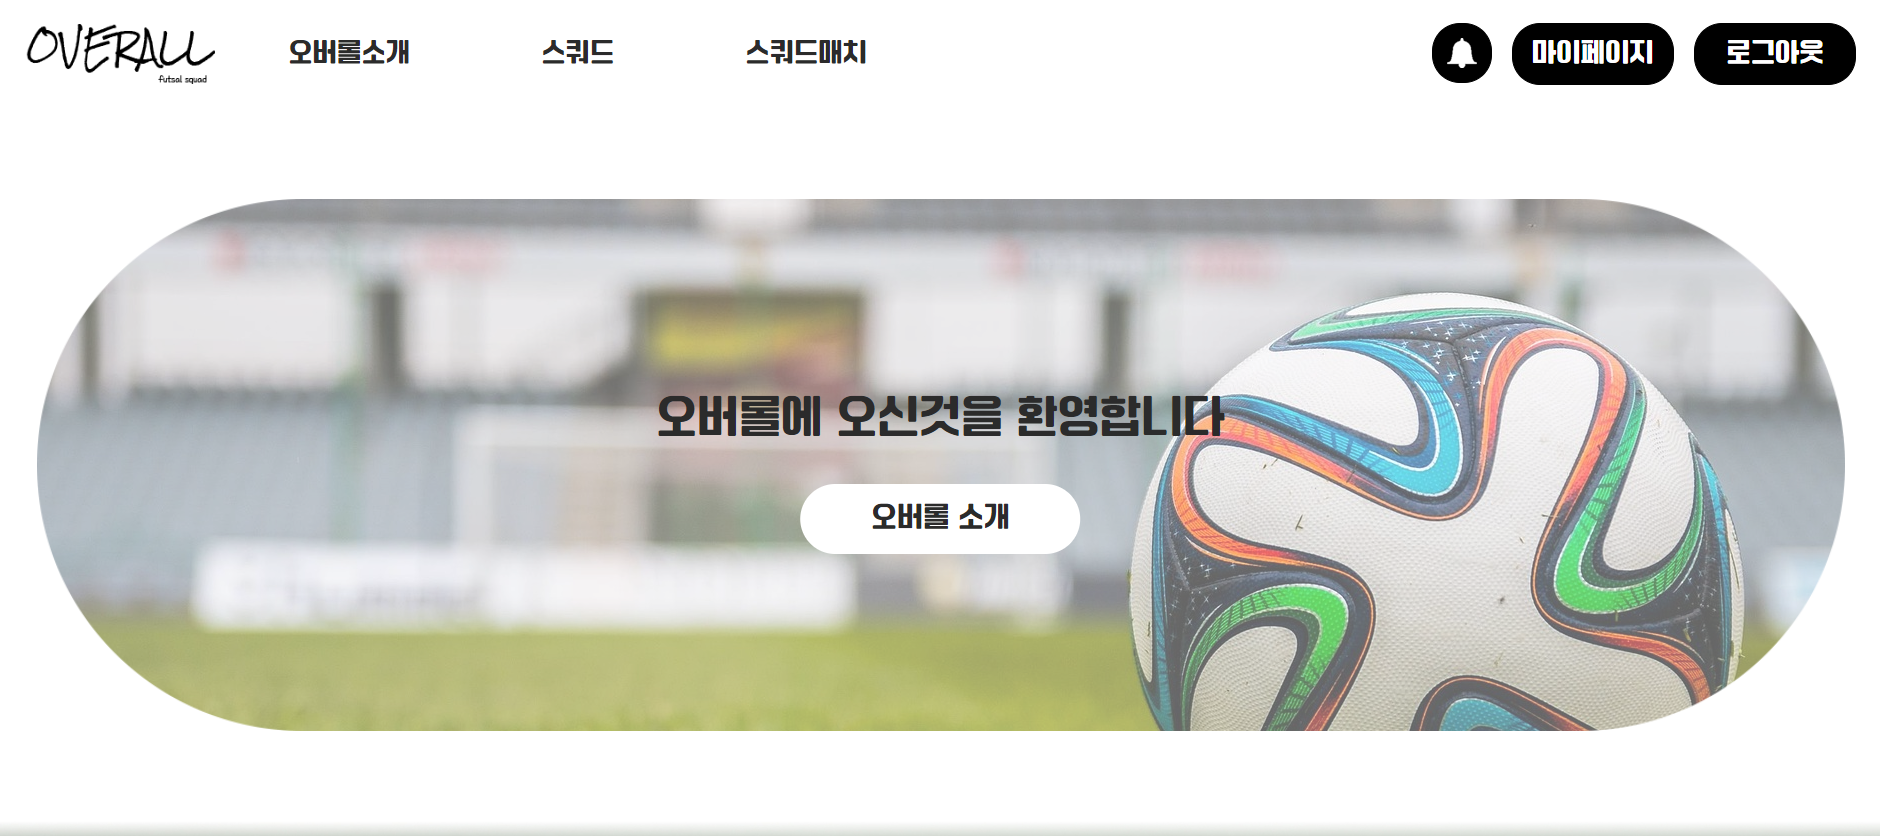 OVERALL
futsal squad
오버롤소개
스쿼드
스쿼드매치
마이페이지
로그아웃
오버롤에 오신것을 환영합니다
오버롤 소개